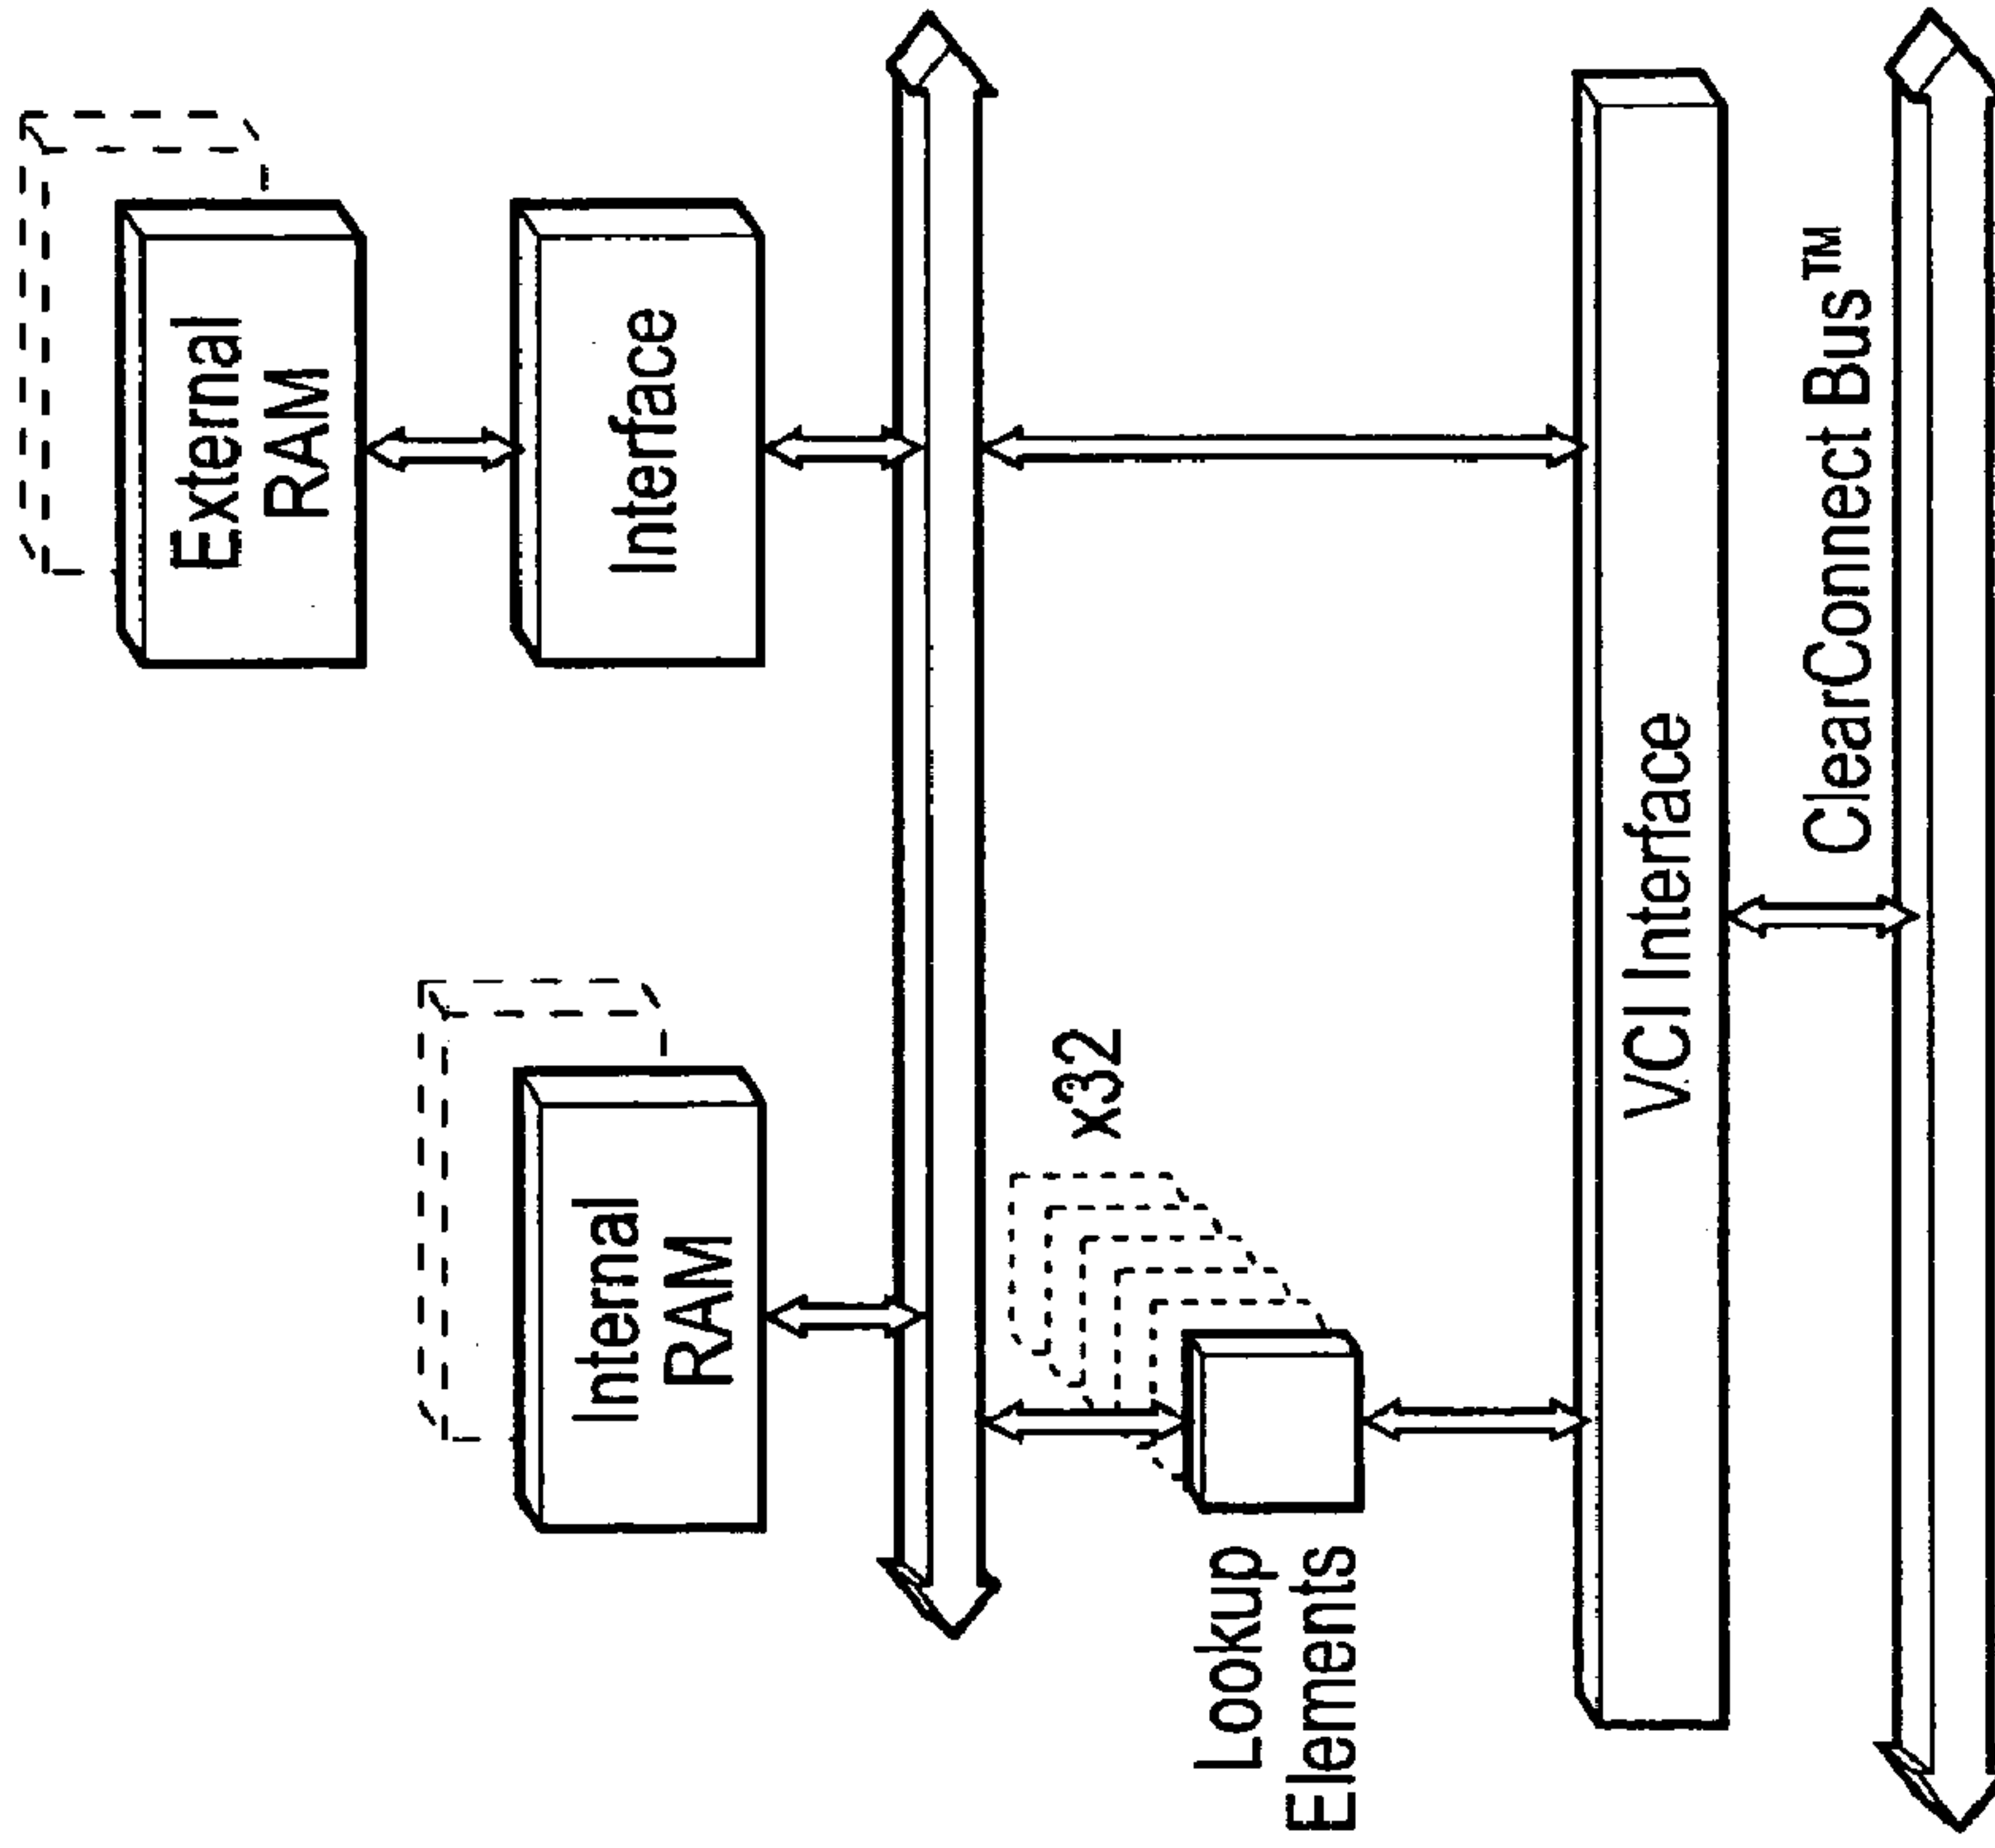 External
RAM
Internal
RAM
Interface
x32
Lookup
Elements
VCI Interface
ClearConnect Bus™